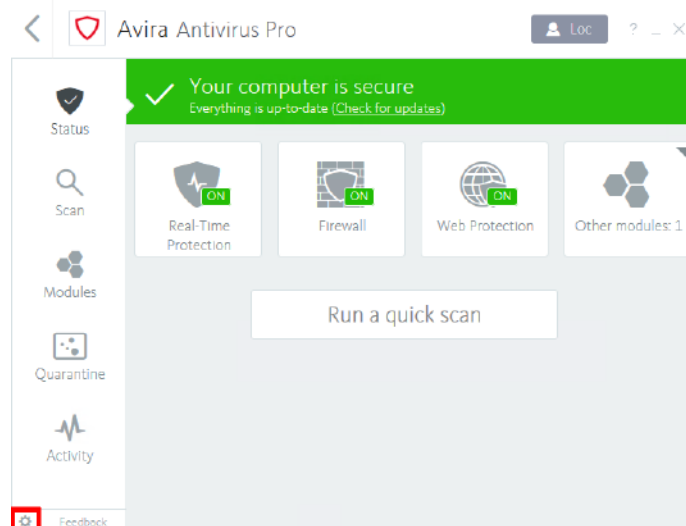 Avira Antivirus Pro
Loc
? _ ×
Your computer is secure
Everything is up-to-date (Check for updates)
Status
Scan
Modules
Quarantine
Activity
ON
Real-Time
Protection
ON
Firewall
ON
Web Protection
Other modules: 1
Run a quick scan
Feedback